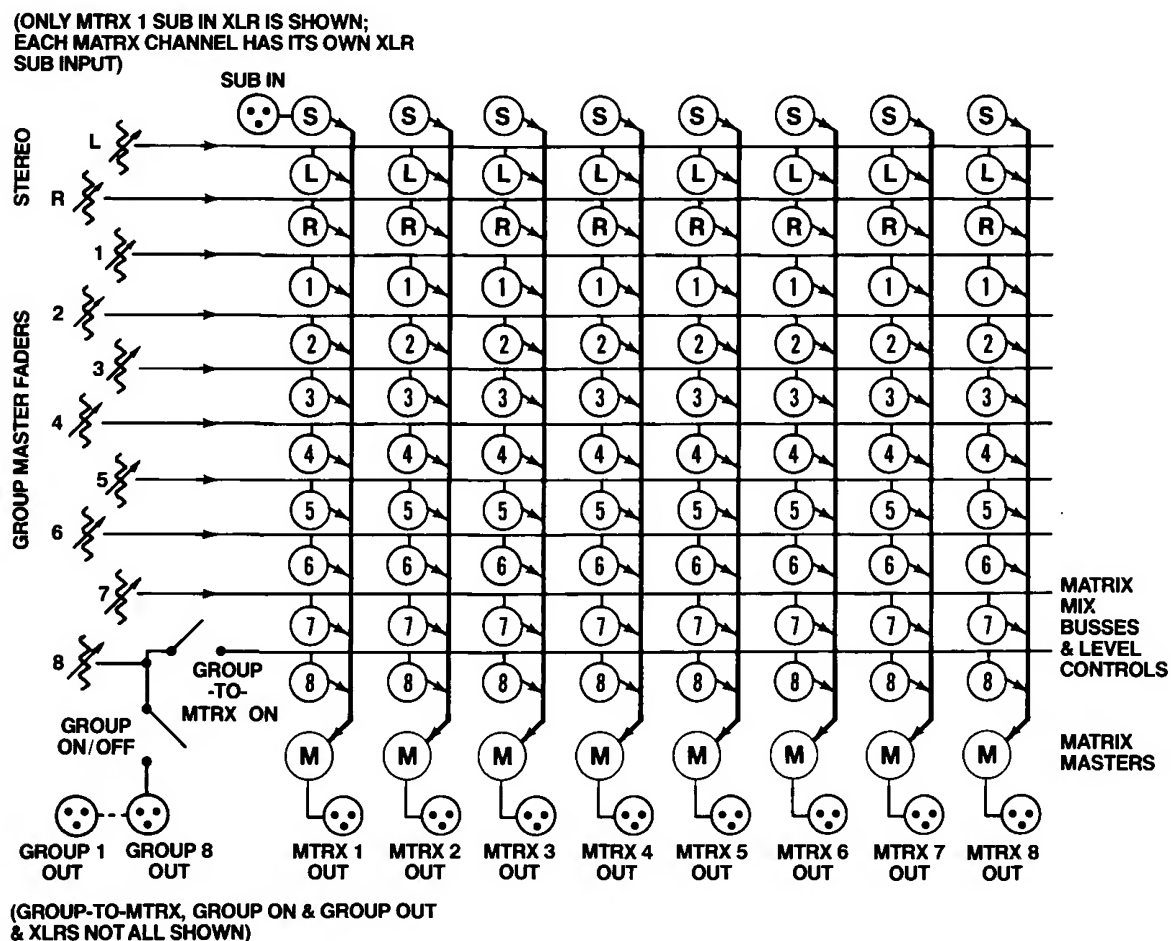 (ONLY MTRX 1 SUB IN XLR IS SHOWN;
EACH MATRX CHANNEL HAS ITS OWN XLR
SUB INPUT)
SUB IN
S S S S S S S S
STEREO
L
L L L L L L L L
R
R R R R R R R R
GROUP MASTER FADERS
1
1 1 1 1 1 1 1 1
2
2 2 2 2 2 2 2 2
3
3 3 3 3 3 3 3 3
4
4 4 4 4 4 4 4 4
5
5 5 5 5 5 5 5 5
6
6 6 6 6 6 6 6 6
7
7 7 7 7 7 7 7 7
8
8 8 8 8 8 8 8 8
MATRIX
MIX
BUSSES
& LEVEL
CONTROLS
GROUP
-TO-
MTRX ON
GROUP
ON/OFF
M M M M M M M M
MATRIX
MASTERS
GROUP 1
OUT
GROUP 8
OUT
MTRX 1
OUT
MTRX 2
OUT
MTRX 3
OUT
MTRX 4
OUT
MTRX 5
OUT
MTRX 6
OUT
MTRX 7
OUT
MTRX 8
OUT
(GROUP-TO-MTRX, GROUP ON & GROUP OUT
& XLRS NOT ALL SHOWN)